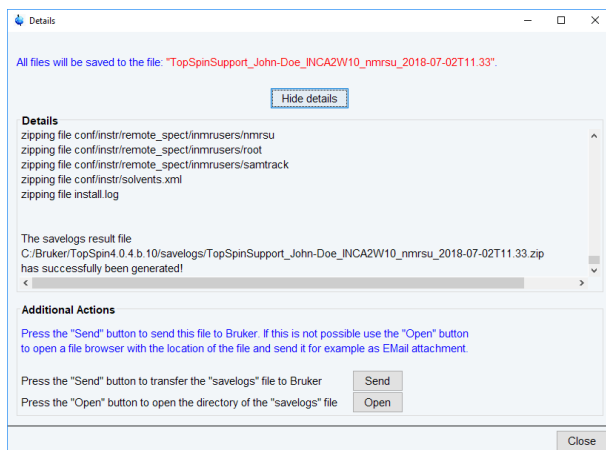 Details
All files will be saved to the file: "TopSpinSupport_John-Doe_INCA2W10_nmrsu_2018-07-02T11.33".
Hide details
Details
zipping file conf/instr/remote_spect/inmrusers/nmrsu
zipping file conf/instr/remote_spect/inmrusers/root
zipping file conf/instr/remote_spect/inmrusers/samtrack
zipping file conf/instr/solvents.xml
zipping file install.log
The savelogs result file
C:/Bruker/TopSpin4.0.4.b.10/savelogs/TopSpinSupport_John-Doe_INCA2W10_nmrsu_2018-07-02T11.33.zip
has successfully been generated!
Additional Actions
Press the "Send" button to send this file to Bruker. If this is not possible use the "Open" button
to open a file browser with the location of the file and send it for example as EMail attachment.
Press the "Send" button to transfer the "savelogs" file to Bruker Send
Press the "Open" button to open the directory of the "savelogs" file Open
Close